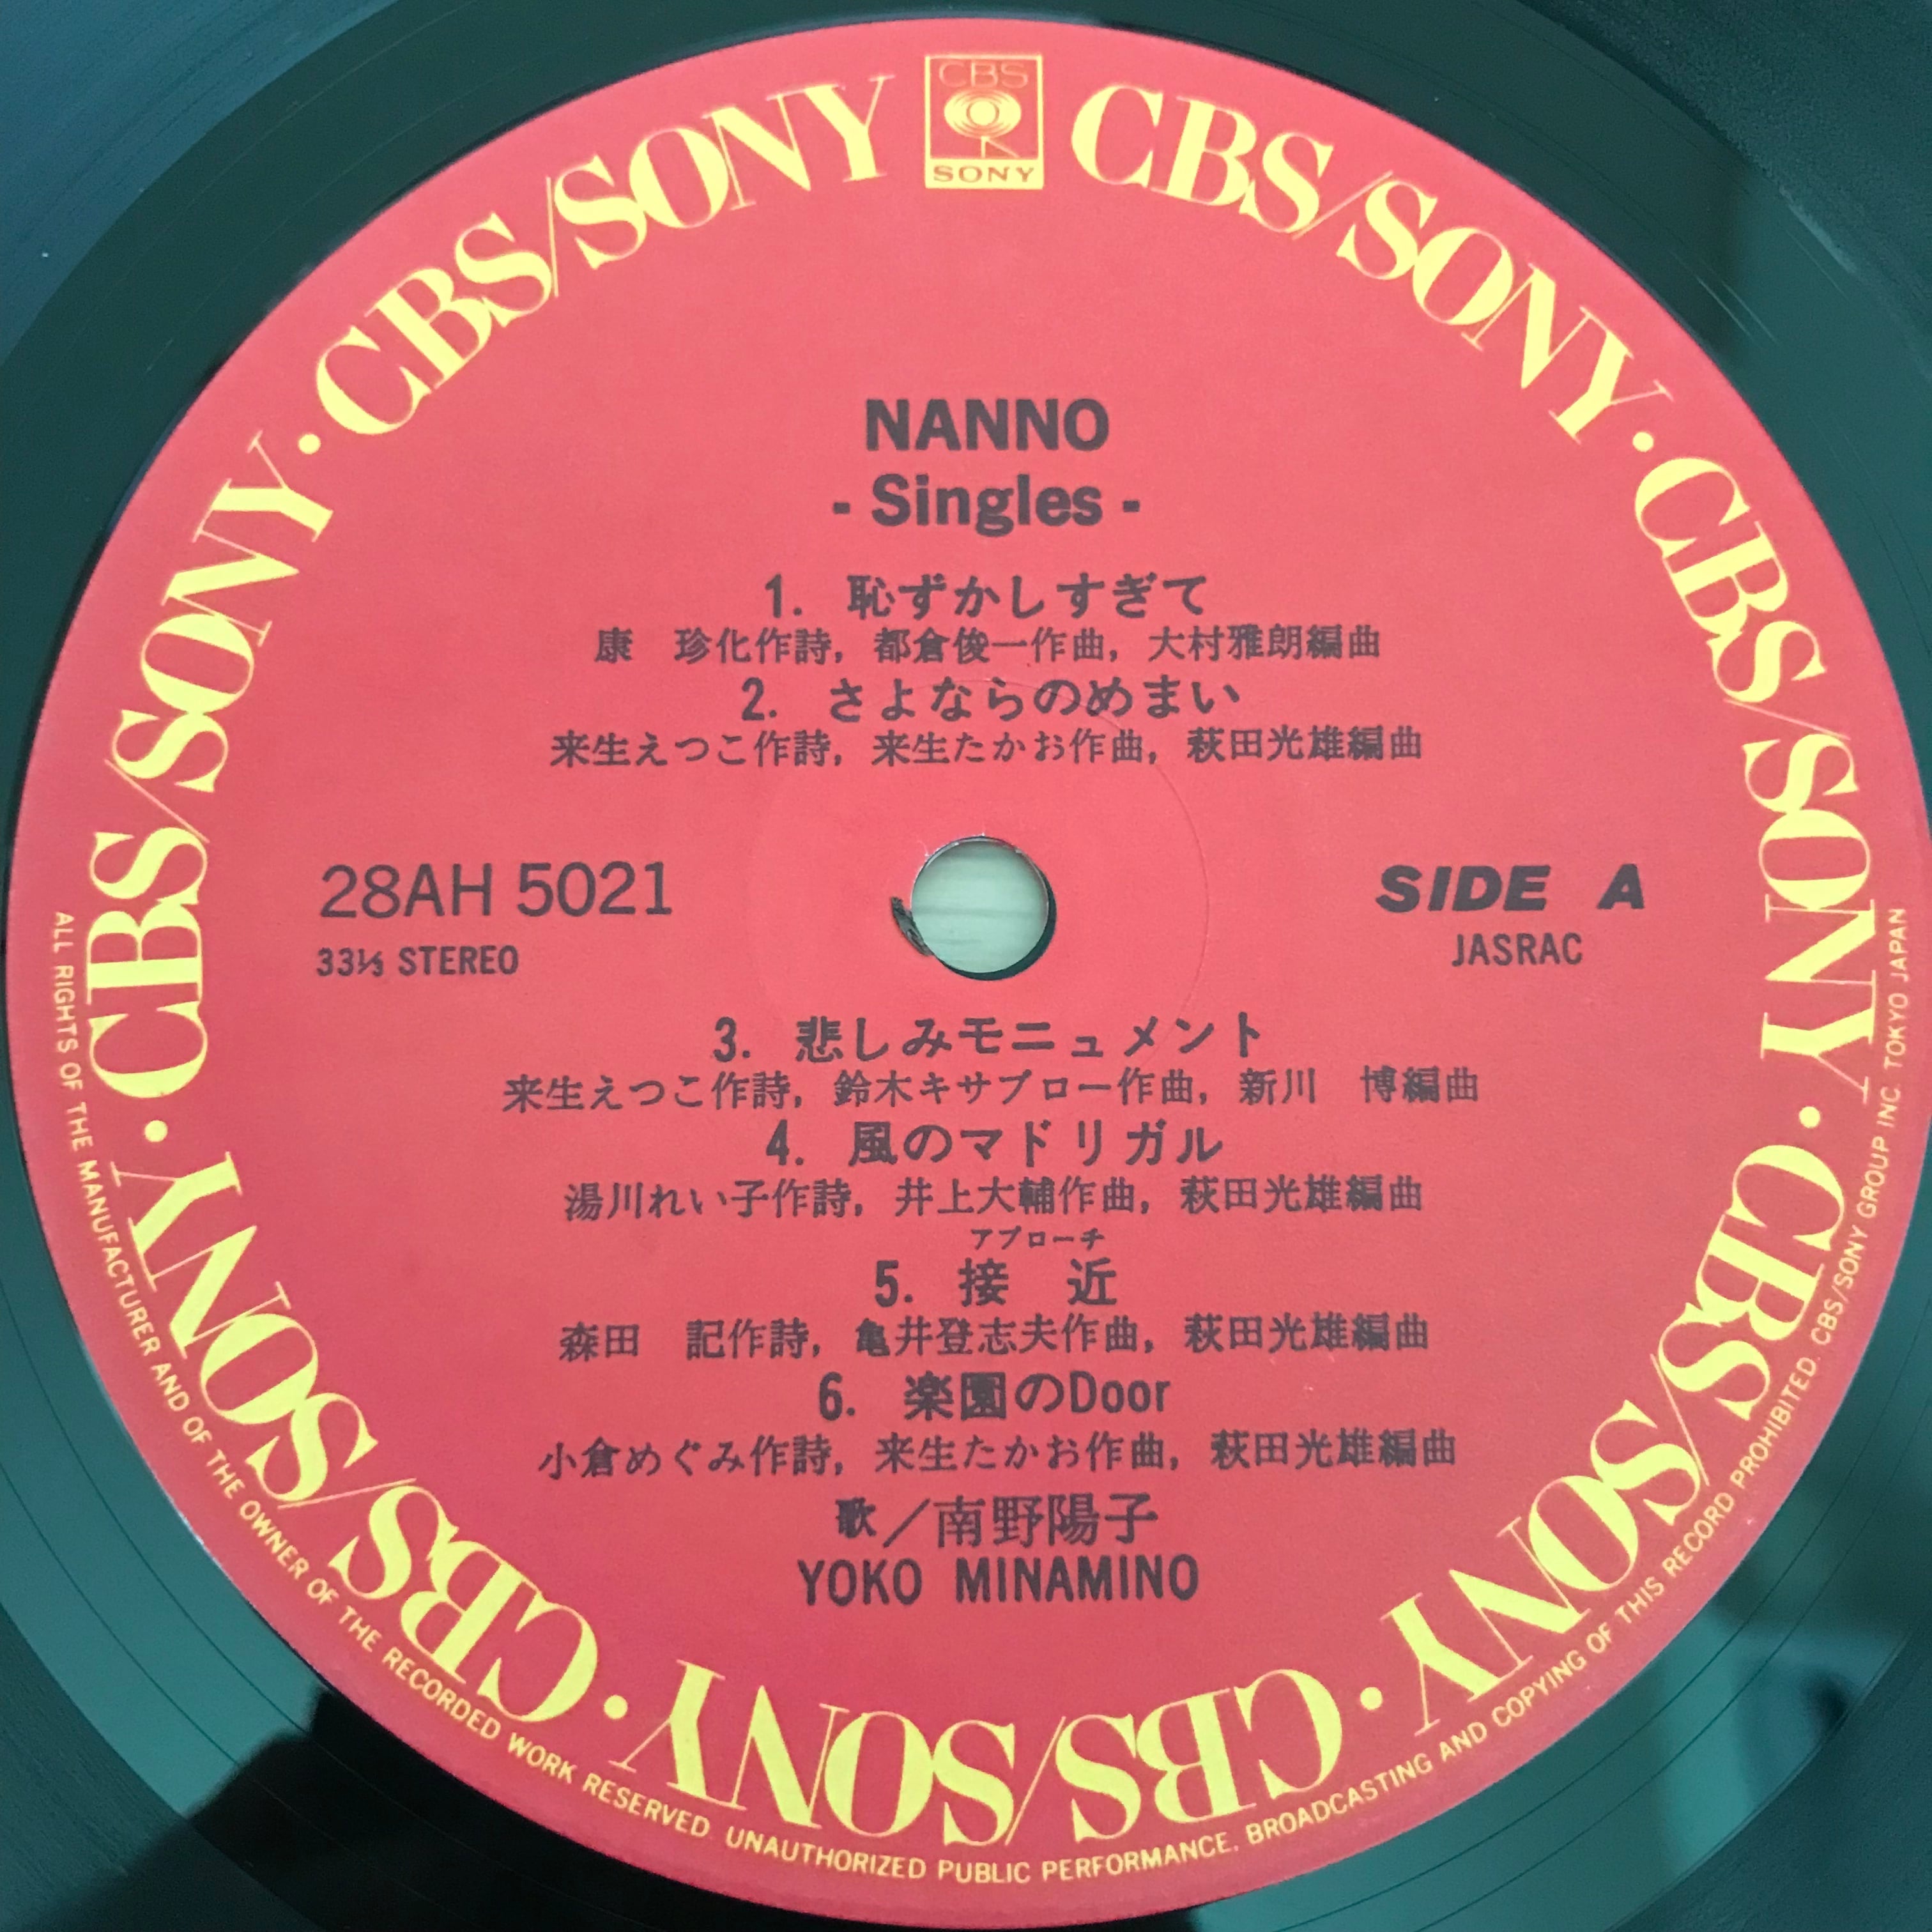 CBS
SONY
CBS/SONY · CBS/SONY · CBS/SONY · CBS/SONY · CBS/SONY · CBS/SONY · CBS/SONY · CBS/SONY
NANNO
- Singles -
1. 恥ずかしすぎて
康　珍化作詩, 都倉俊一作曲, 大村雅朗編曲
2. さよならのめまい
来生えつこ作詩, 来生たかお作曲, 萩田光雄編曲
28AH 5021
33⅓ STEREO
SIDE A
JASRAC
3. 悲しみモニュメント
来生えつこ作詩, 鈴木キサブロー作曲, 新川　博編曲
4. 風のマドリガル
湯川れい子作詩, 井上大輔作曲, 萩田光雄編曲
アプローチ
5. 接　近
森田　記作詩, 亀井登志夫作曲, 萩田光雄編曲
6. 楽園のDoor
小倉めぐみ作詩, 来生たかお作曲, 萩田光雄編曲
歌／南野陽子
YOKO MINAMINO
ALL RIGHTS OF THE MANUFACTURER AND OF THE OWNER OF THE RECORDED WORK RESERVED. UNAUTHORIZED PUBLIC PERFORMANCE, BROADCASTING AND COPYING OF THIS RECORD PROHIBITED. CBS/SONY GROUP INC. TOKYO JAPAN